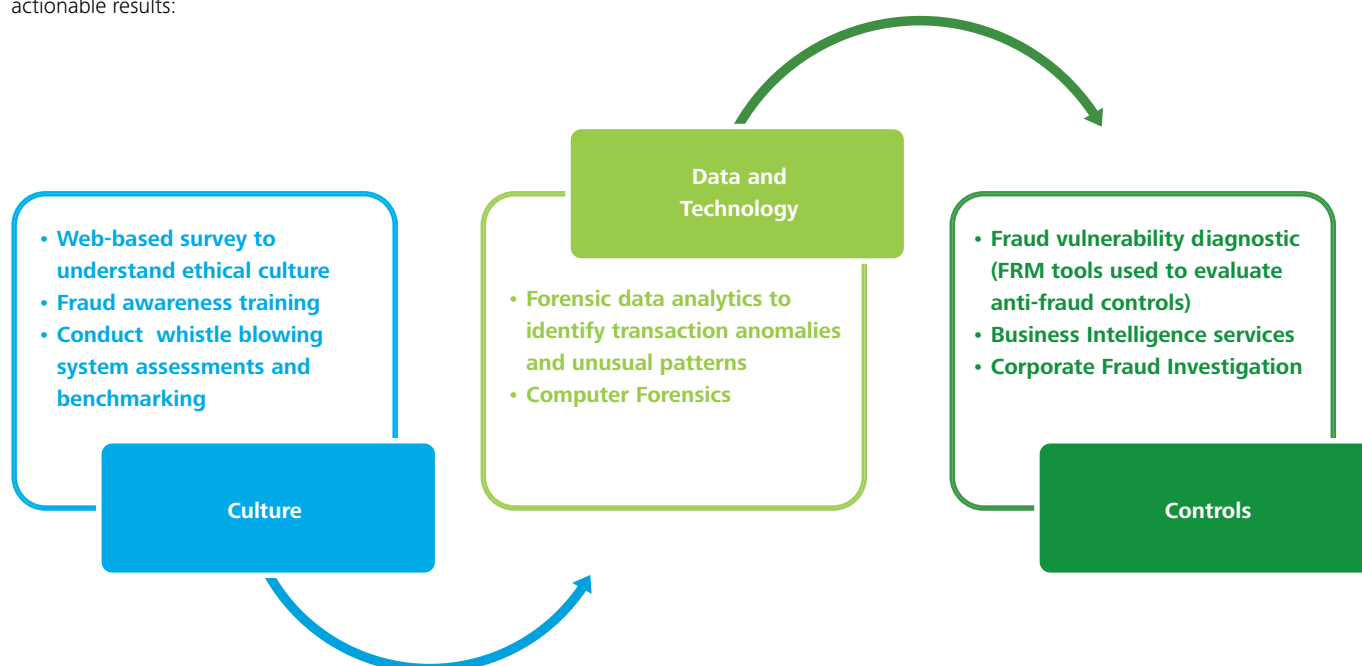 actionable results:
• Web-based survey to
understand ethical culture
• Fraud awareness training
• Conduct whistle blowing
system assessments and
benchmarking
Culture
Data and
Technology
• Forensic data analytics to
identify transaction anomalies
and unusual patterns
• Computer Forensics
• Fraud vulnerability diagnostic
(FRM tools used to evaluate
anti-fraud controls)
• Business Intelligence services
• Corporate Fraud Investigation
Controls